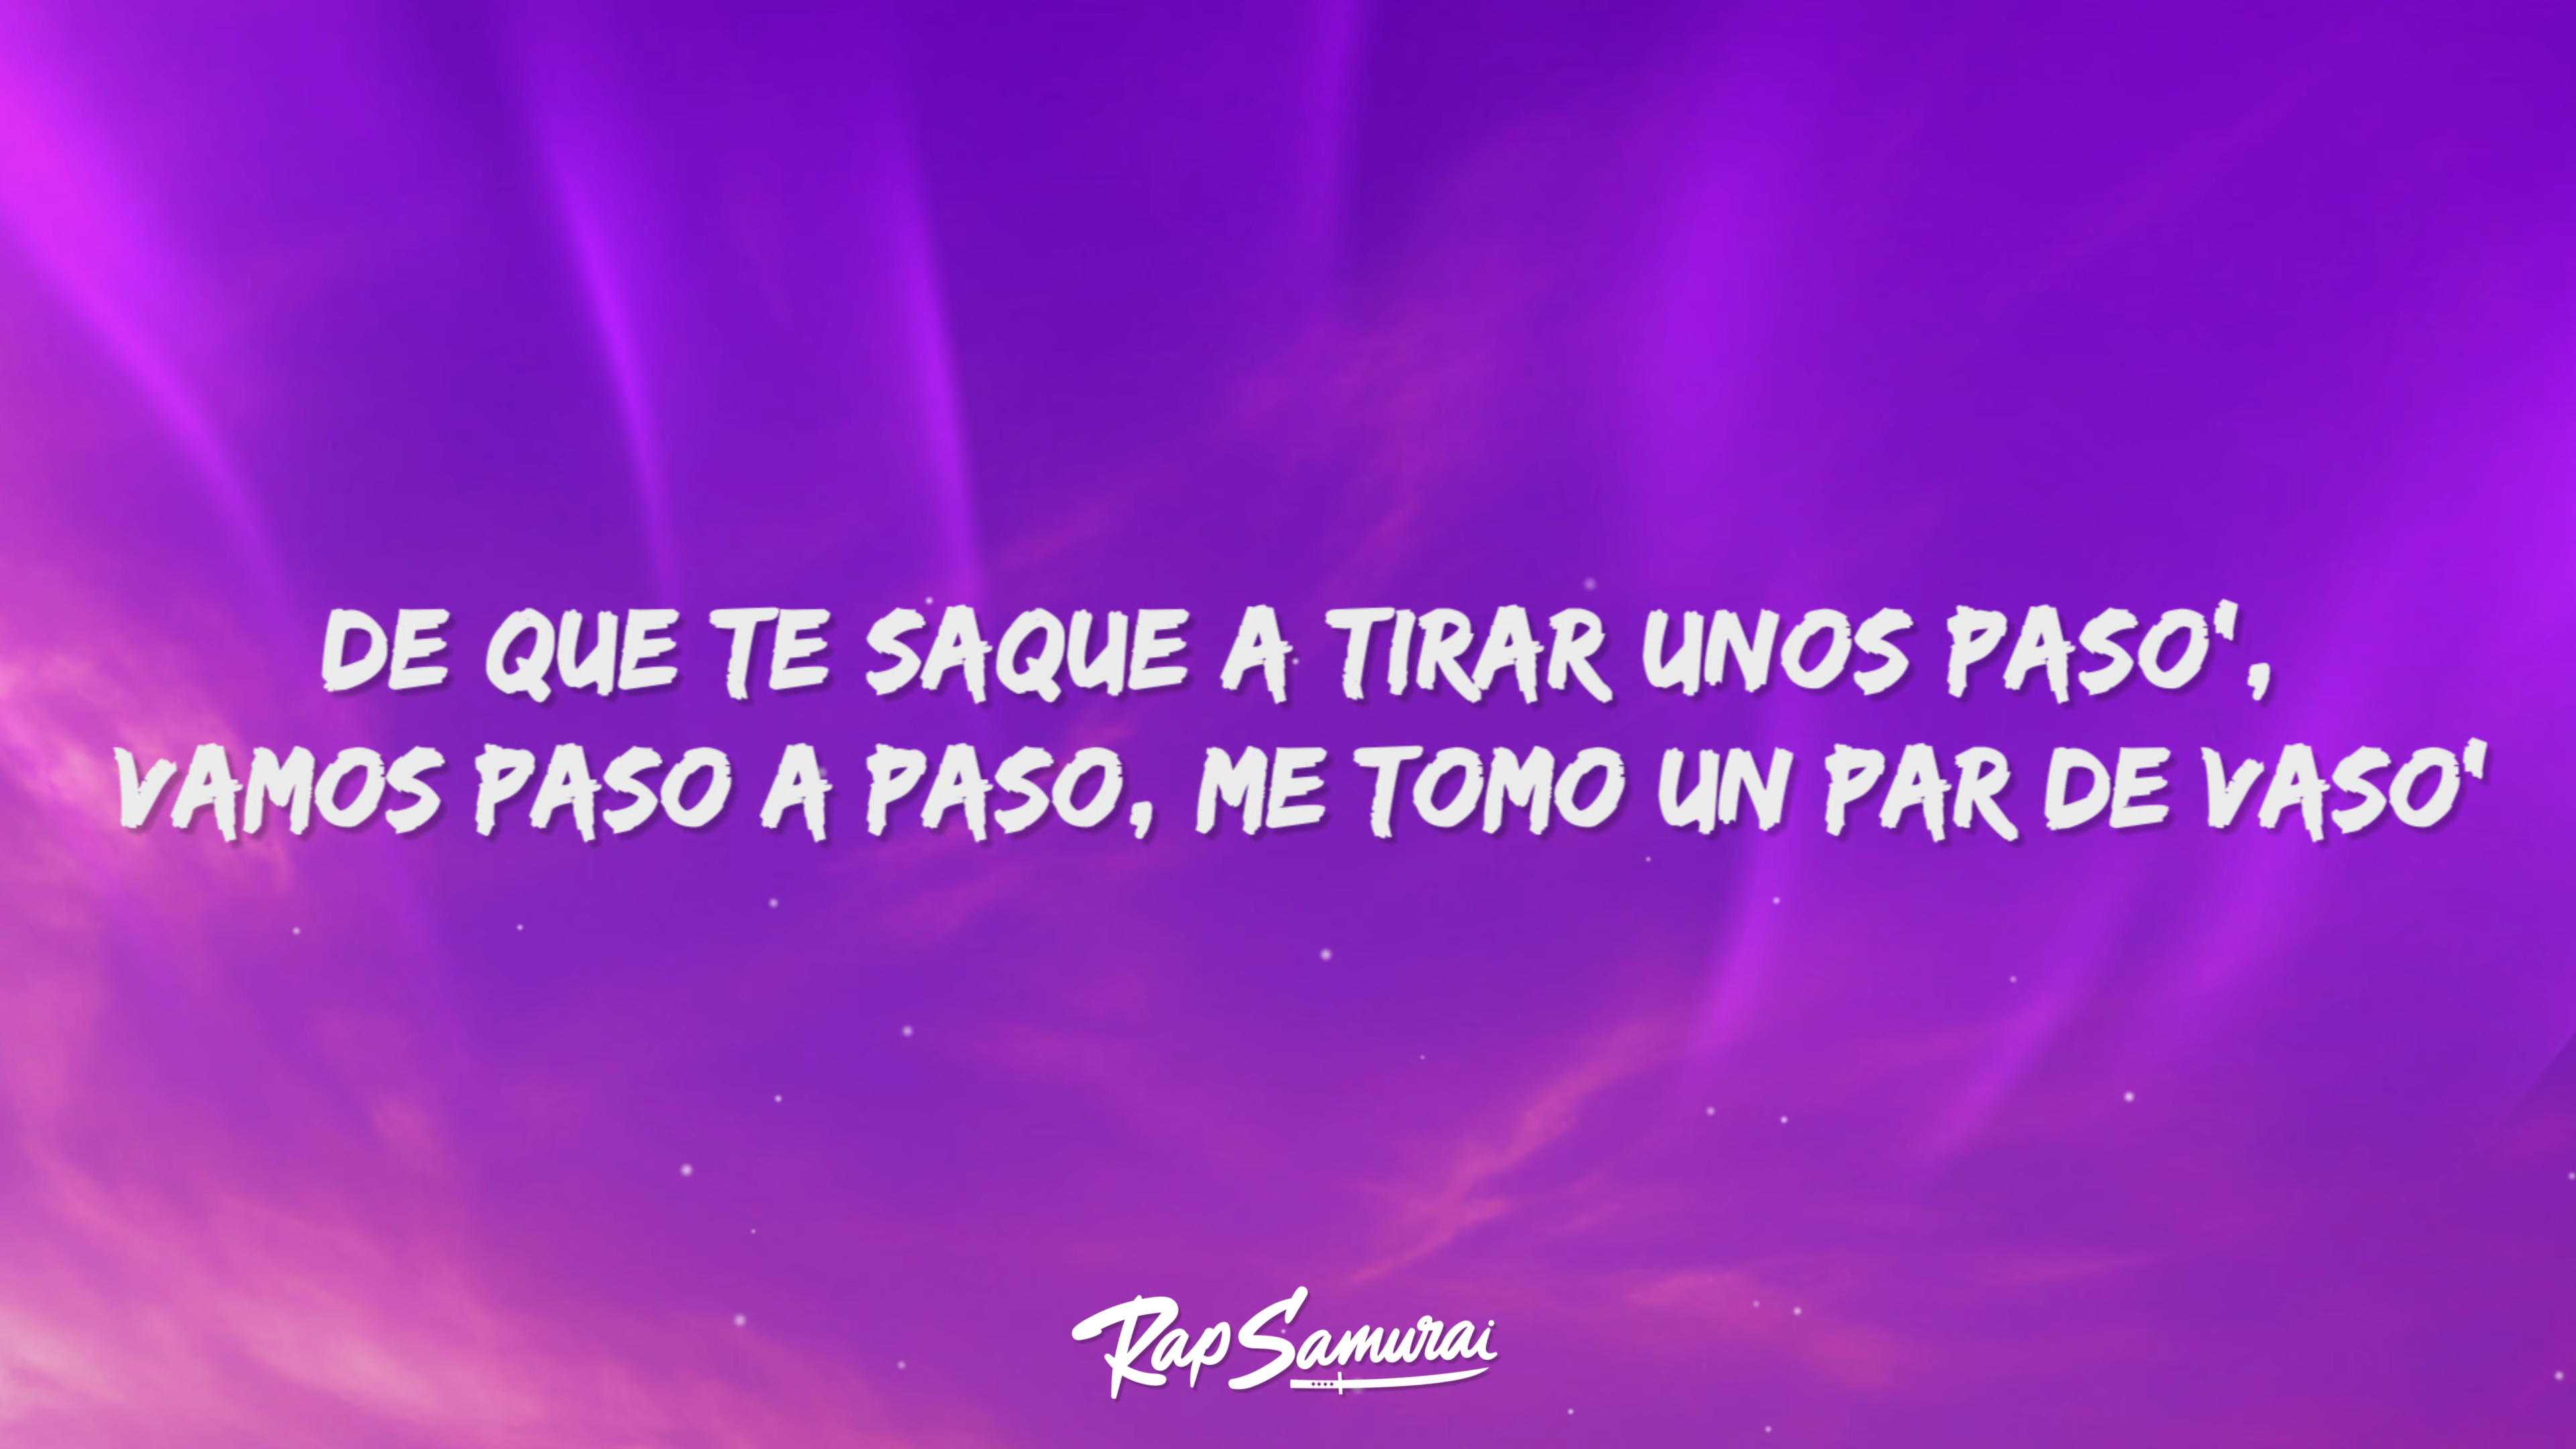 DE QUE TE SAQUE A TIRAR UNOS PASO',
VAMOS PASO A PASO, ME TOMO UN PAR DE VASO'
Rap Samurai